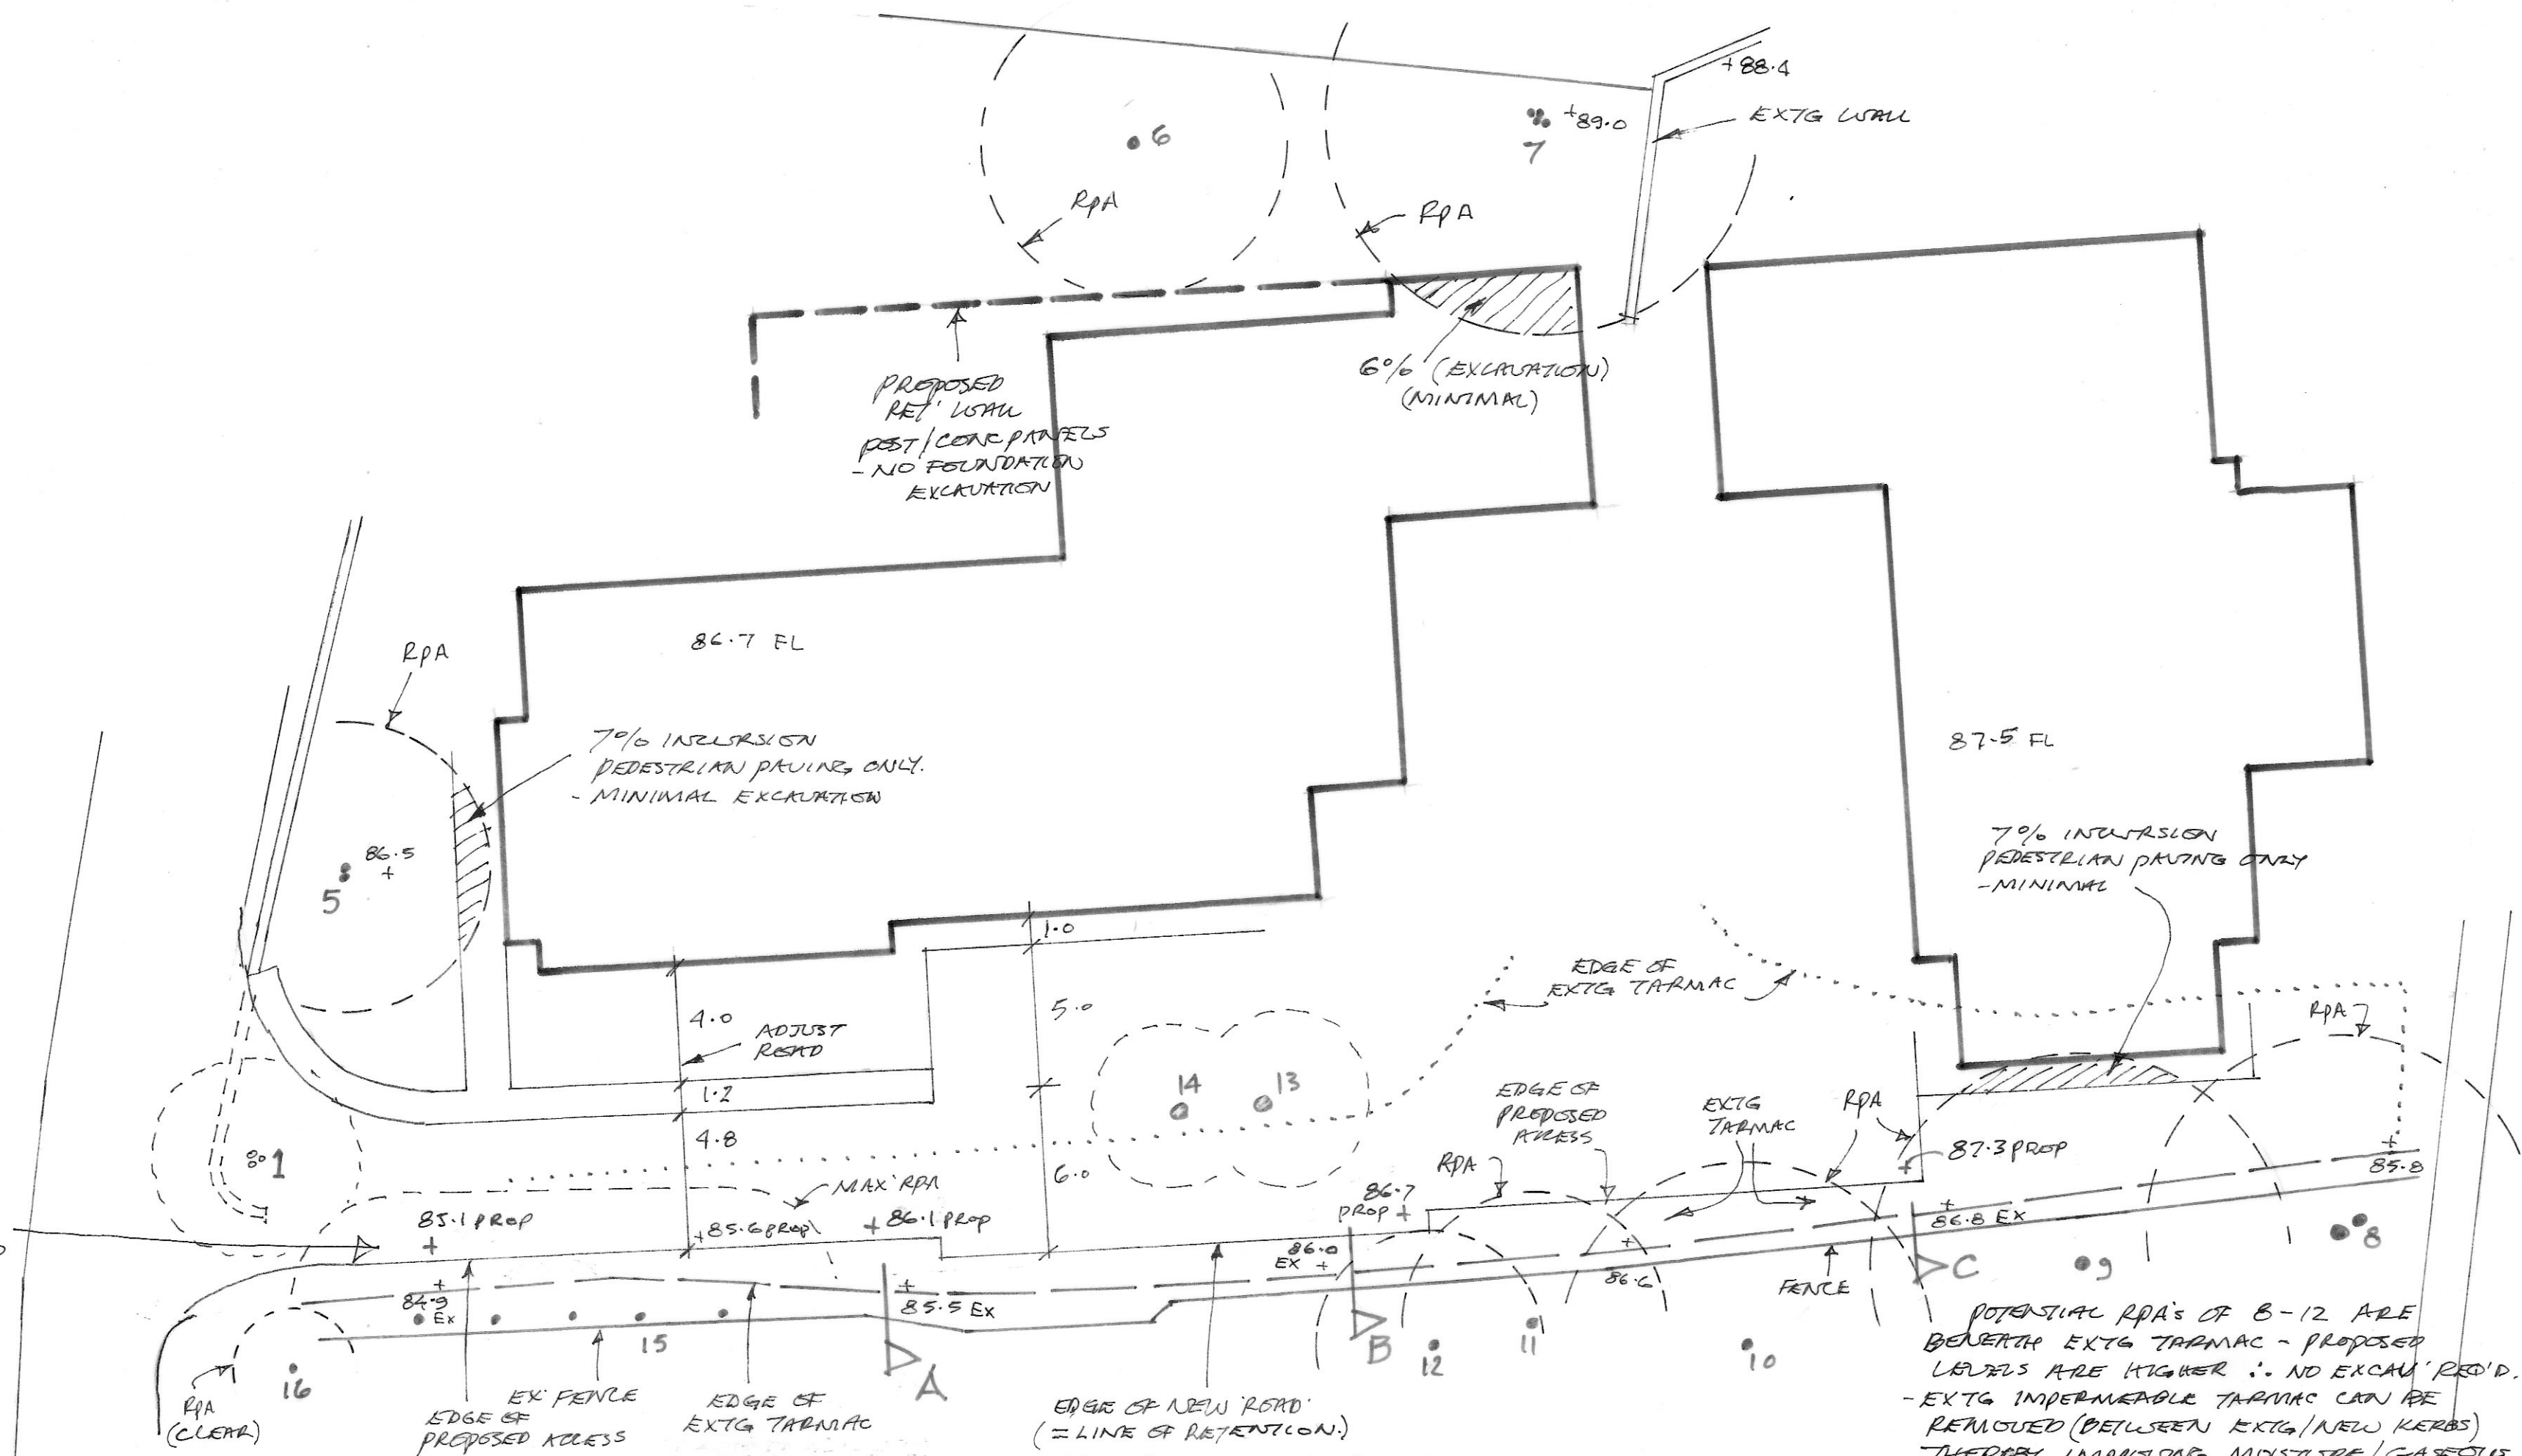 +88.4
EXTG WALL
+89.0
7
6
RPA
RPA
PROPOSED
RET' WALL
POST/CONC PANELS
- NO FOUNDATION
EXCAVATION
6% (EXCAVATION)
(MINIMAL)
86.7 FL
87.5 FL
RPA
7% INCURSION
PEDESTRIAN PAVING ONLY.
- MINIMAL EXCAVATION
86.5
+
5
7% INCURSION
PEDESTRIAN PAVING ONLY
- MINIMAL
1.0
5.0
4.0
ADJUST
ROAD
1.2
4.8
6.0
EDGE OF
EXTG TARMAC
RPA
14
13
EDGE OF
PROPOSED
ACCESS
EXTG
TARMAC
RPA
RPA
87.3 PROP
+
1
MAX' RPA
85.1 PROP
+
+85.6 PROP
+ 86.1 PROP
86.7
PROP +
+
85.8
+
86.8 EX
86.0
EX +
+
86.6
+
84.9
EX
+
85.5 EX
FENCE
C
9
8
15
A
B
12
11
10
16
RPA
(CLEAR)
EX' FENCE
EDGE OF
PROPOSED ACCESS
EDGE OF
EXTG TARMAC
EDGE OF NEW ROAD
(= LINE OF RETENTION.)
POTENTIAL RPA'S OF 8-12 ARE
BENEATH EXTG TARMAC - PROPOSED
LEVELS ARE HIGHER ∴ NO EXCAV' REQ'D.
- EXTG IMPERMEABLE TARMAC CAN BE
REMOVED (BETWEEN EXTG/NEW KERBS)
THEREBY IMPROVING MOISTURE/GASEOUS